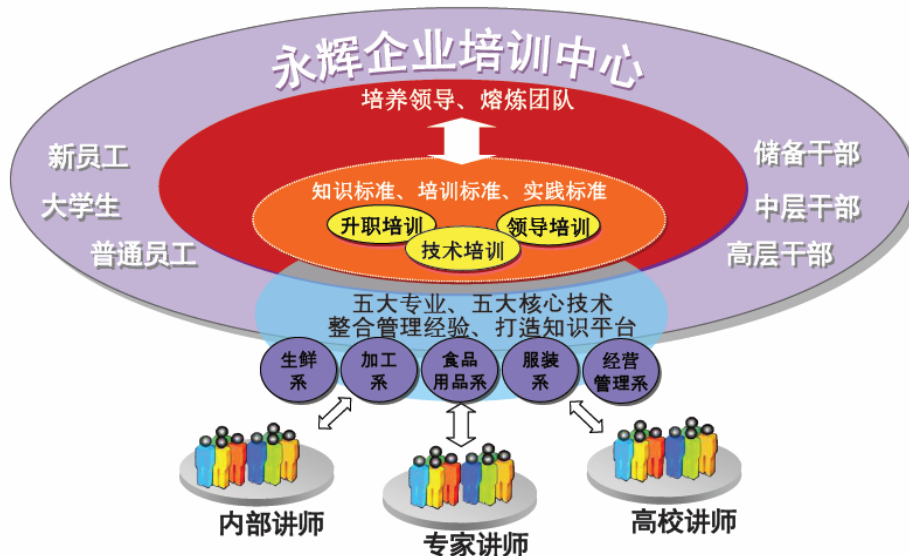 永辉企业培训中心
培养领导、熔炼团队
新员工
大学生
普通员工
储备干部
中层干部
高层干部
知识标准、培训标准、实践标准
升职培训
领导培训
技术培训
五大专业、五大核心技术
整合管理经验、打造知识平台
生鲜
系
加工
系
食品
用品系
服装
系
经营
管理系
内部讲师
专家讲师
高校讲师